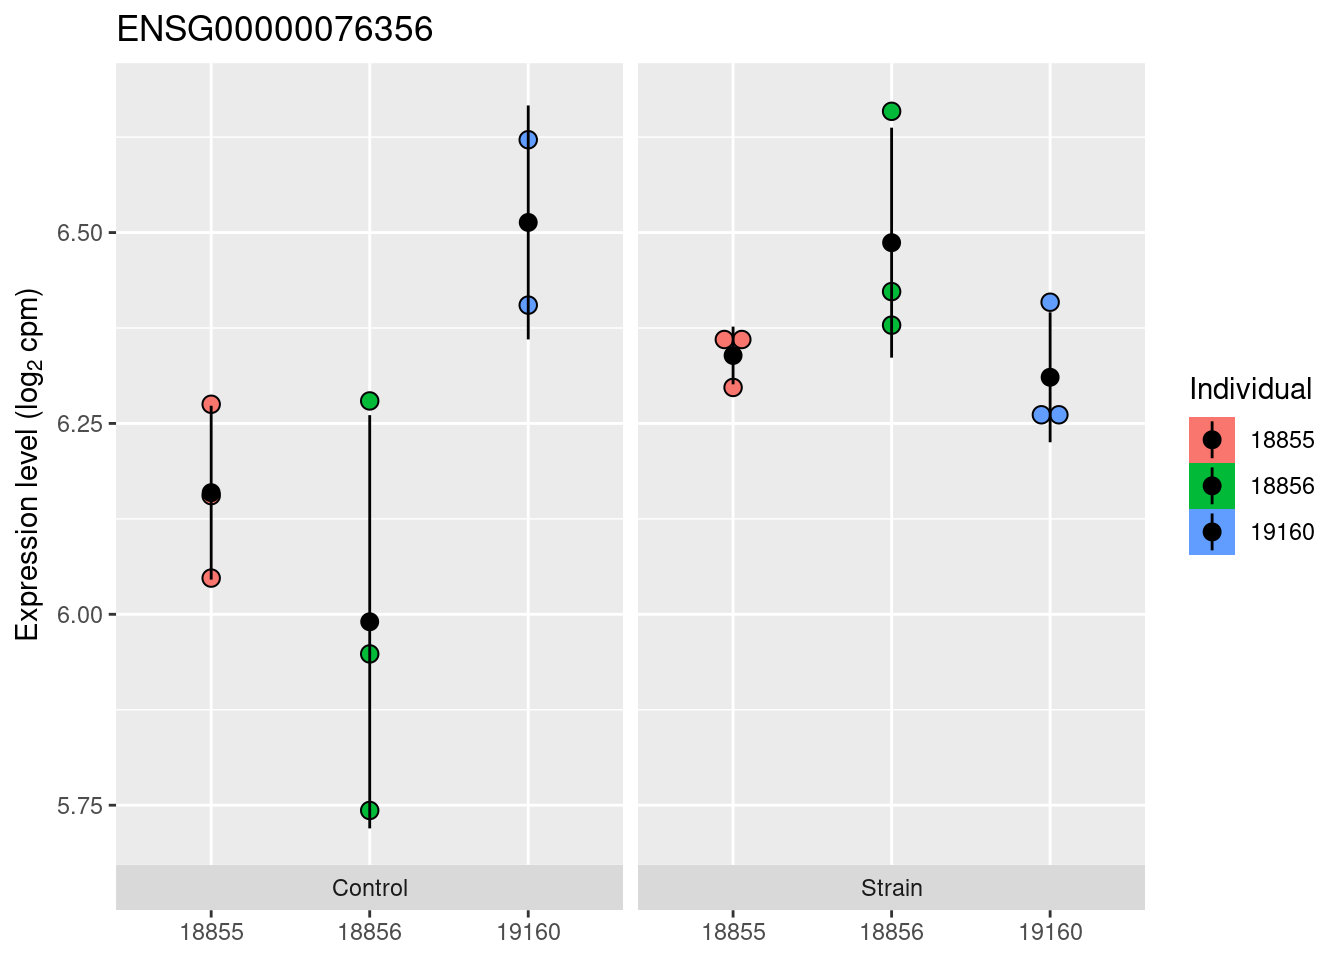 ENSG00000076356
Expression level (log2 cpm)
6.50
6.25
6.00
5.75
Control
Strain
18855
18856
19160
18855
18856
19160
Individual
18855
18856
19160